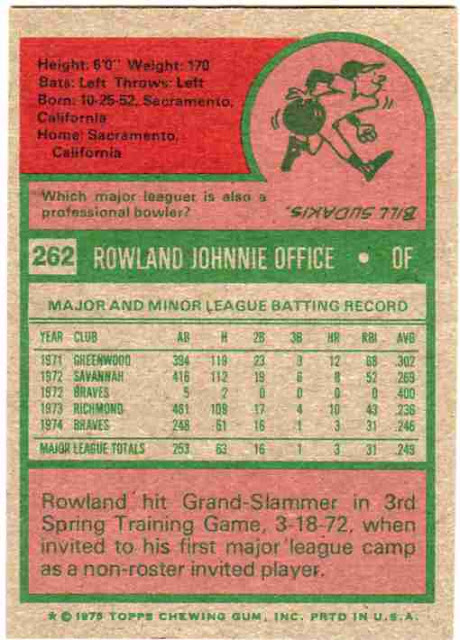 Height: 6'0" Weight: 170
Bats: Left Throws: Left
Born: 10-25-52, Sacramento,
California
Home: Sacramento,
California
Which major leaguer is also a
professional bowler?
BILL SUDAKIS.
262 ROWLAND JOHNNIE OFFICE • OF
MAJOR AND MINOR LEAGUE BATTING RECORD
YEAR CLUB AB H 2B 3B HR RBI AVG
1971 GREENWOOD 394 119 23 3 12 68 .302
1972 SAVANNAH 416 112 19 6 8 52 .269
1972 BRAVES 5 2 0 0 0 0 .400
1973 RICHMOND 461 109 17 4 10 43 .236
1974 BRAVES 248 61 16 1 3 31 .246
MAJOR LEAGUE TOTALS 253 63 16 1 3 31 .249
Rowland hit Grand-Slammer in 3rd
Spring Training Game, 3-18-72, when
invited to his first major league camp
as a non-roster invited player.
* © 1975 TOPPS CHEWING GUM, INC. PRTD IN U.S.A.